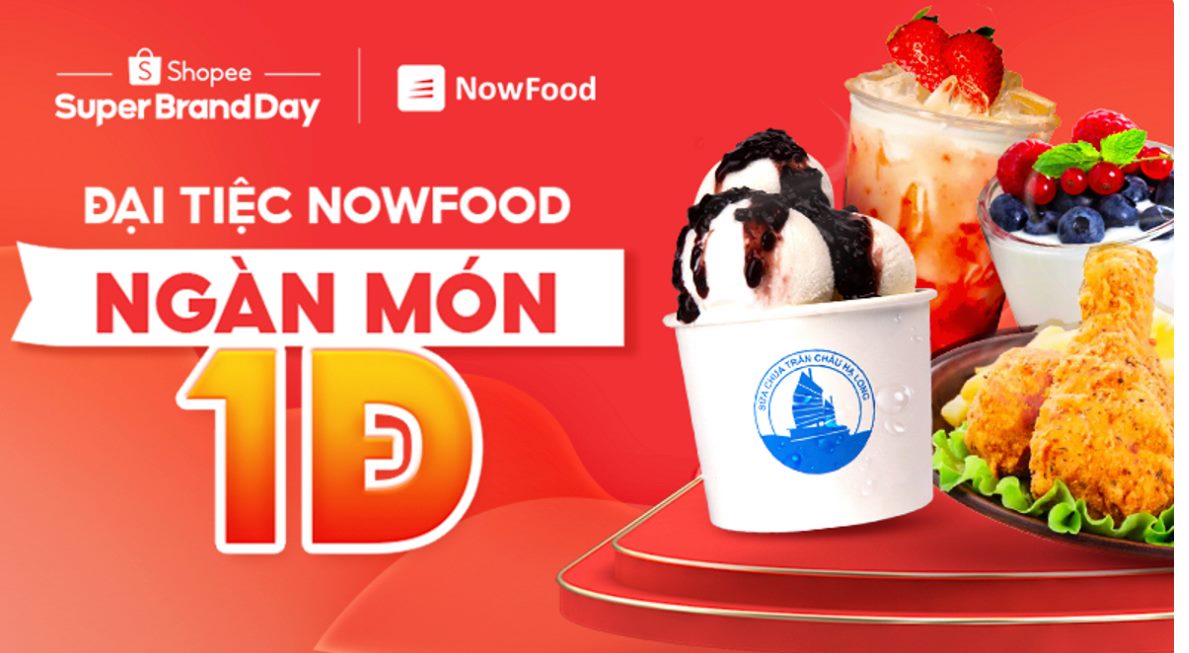 Shopee
Super Brand Day
NowFood
ĐẠI TIỆC NOWFOOD
NGÀN MÓN
1Đ
SỮA CHUA TRÂN CHÂU HẠ LONG